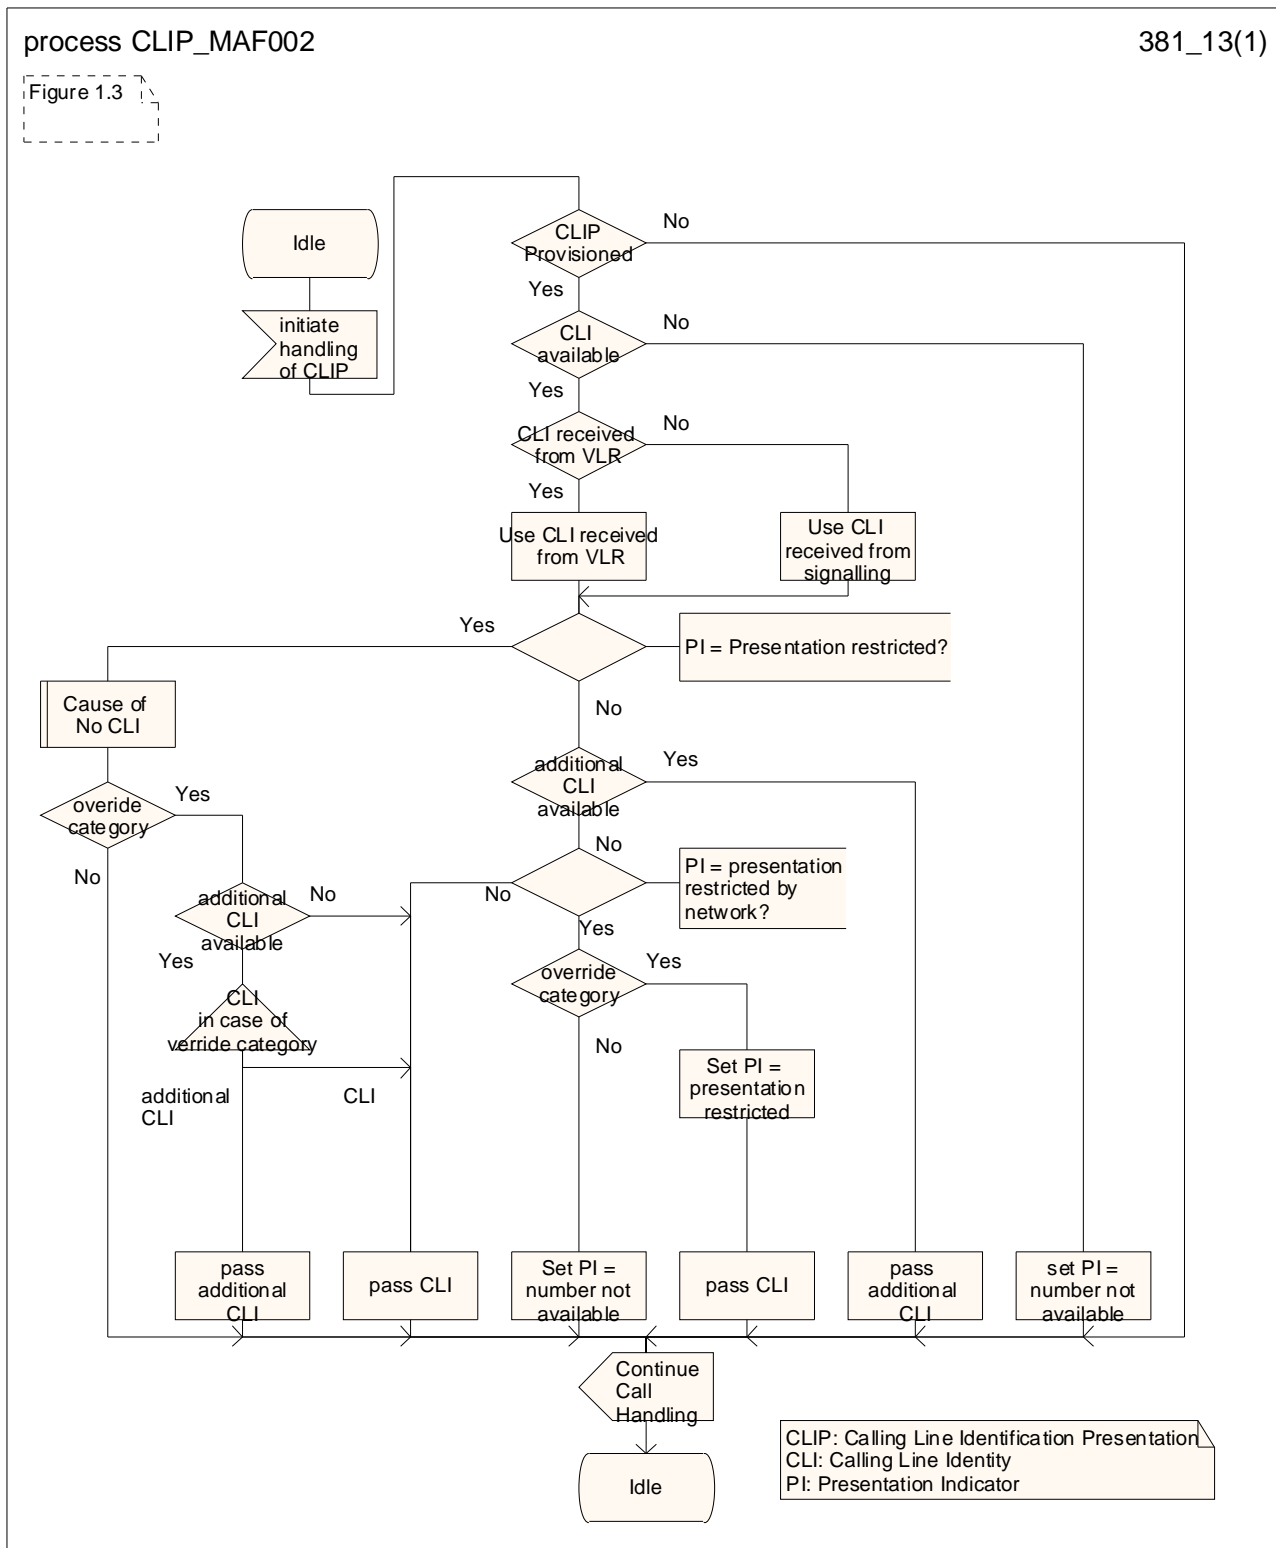 process CLIP_MAF002
381_13(1)
Figure 1.3
Idle
initiate
handling
of CLIP
CLIP
Provisioned
No
Yes
CLI
available
No
Yes
CLI received
from VLR
No
Yes
Use CLI received
from VLR
Use CLI
received from
signalling
Yes
PI = Presentation restricted?
No
Cause of
No CLI
additional
CLI
available
Yes
No
overide
category
Yes
No
PI = presentation
restricted by
network?
No
Yes
additional
CLI
available
No
Yes
override
category
Yes
No
CLI
in case of
verride category
additional
CLI
CLI
Set PI =
presentation
restricted
pass
additional
CLI
pass CLI
Set PI =
number not
available
pass CLI
pass
additional
CLI
set PI =
number not
available
Continue
Call
Handling
Idle
CLIP: Calling Line Identification Presentation
CLI: Calling Line Identity
PI: Presentation Indicator